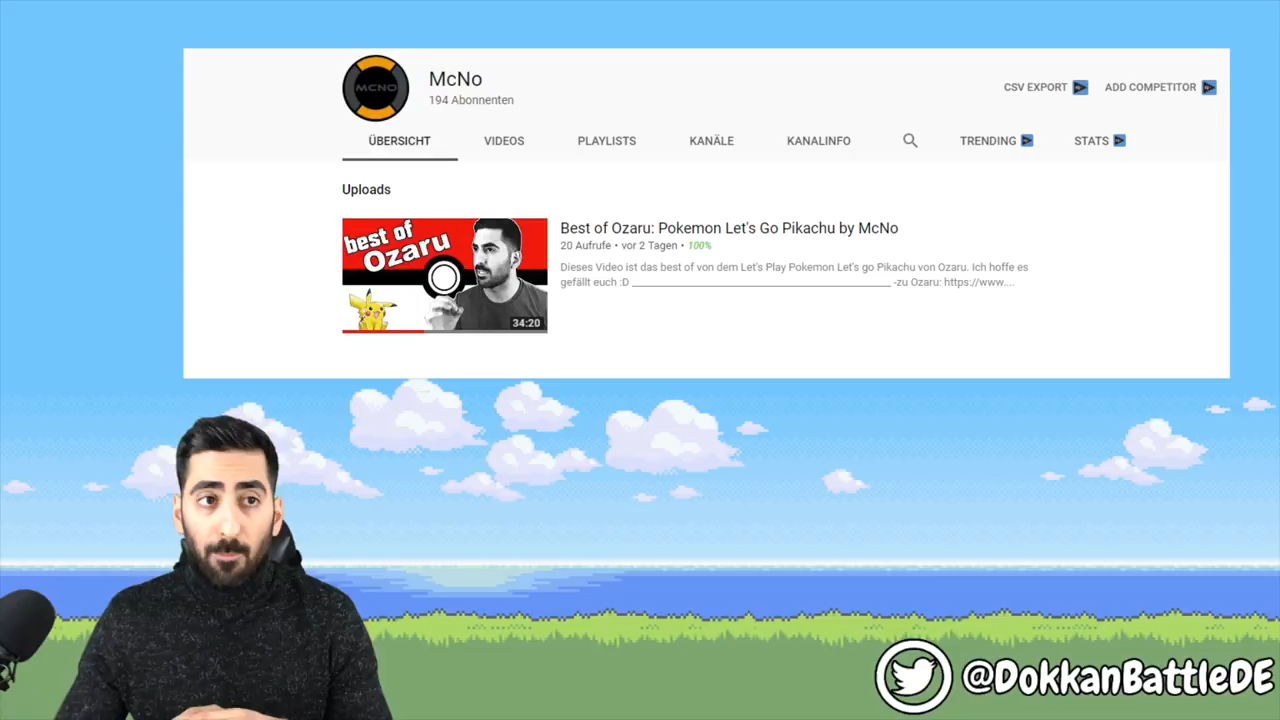 McNo
194 Abonnenten
MCNO
CSV EXPORT
ADD COMPETITOR
ÜBERSICHT
VIDEOS
PLAYLISTS
KANÄLE
KANALINFO
TRENDING
STATS
Uploads
best of
Ozaru
34:20
Best of Ozaru: Pokemon Let's Go Pikachu by McNo
20 Aufrufe • vor 2 Tagen • 100%
Dieses Video ist das best of von dem Let's Play Pokemon Let's go Pikachu von Ozaru. Ich hoffe es
gefällt euch :D ___________________________________________ -zu Ozaru: https://www....
@DokkanBattleDE